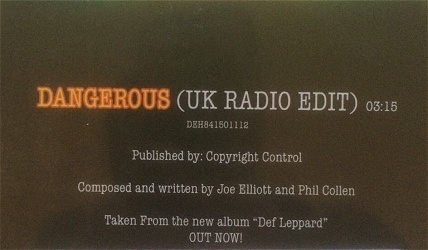 DANGEROUS (UK RADIO EDIT) 03:15
DEH841501112
Published by: Copyright Control
Composed and written by Joe Elliott and Phil Collen
Taken From the new album “Def Leppard”
OUT NOW!